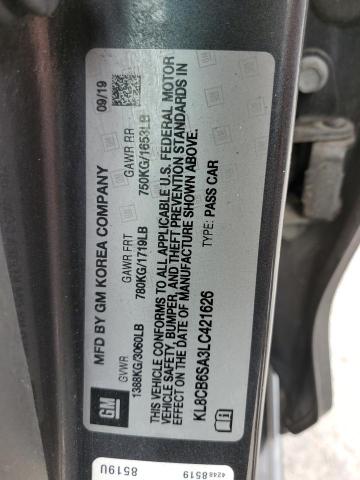 MFD BY GM KOREA COMPANY 09/19
GVWR GAWR FRT GAWR RR
1388KG/3060LB 780KG/1719LB 750KG/1653LB
THIS VEHICLE CONFORMS TO ALL APPLICABLE U.S. FEDERAL MOTOR
VEHICLE SAFETY, BUMPER, AND THEFT PREVENTION STANDARDS IN
EFFECT ON THE DATE OF MANUFACTURE SHOWN ABOVE.
KL8CB6SA3LC421626 TYPE: PASS CAR
GM
8519U
42488519